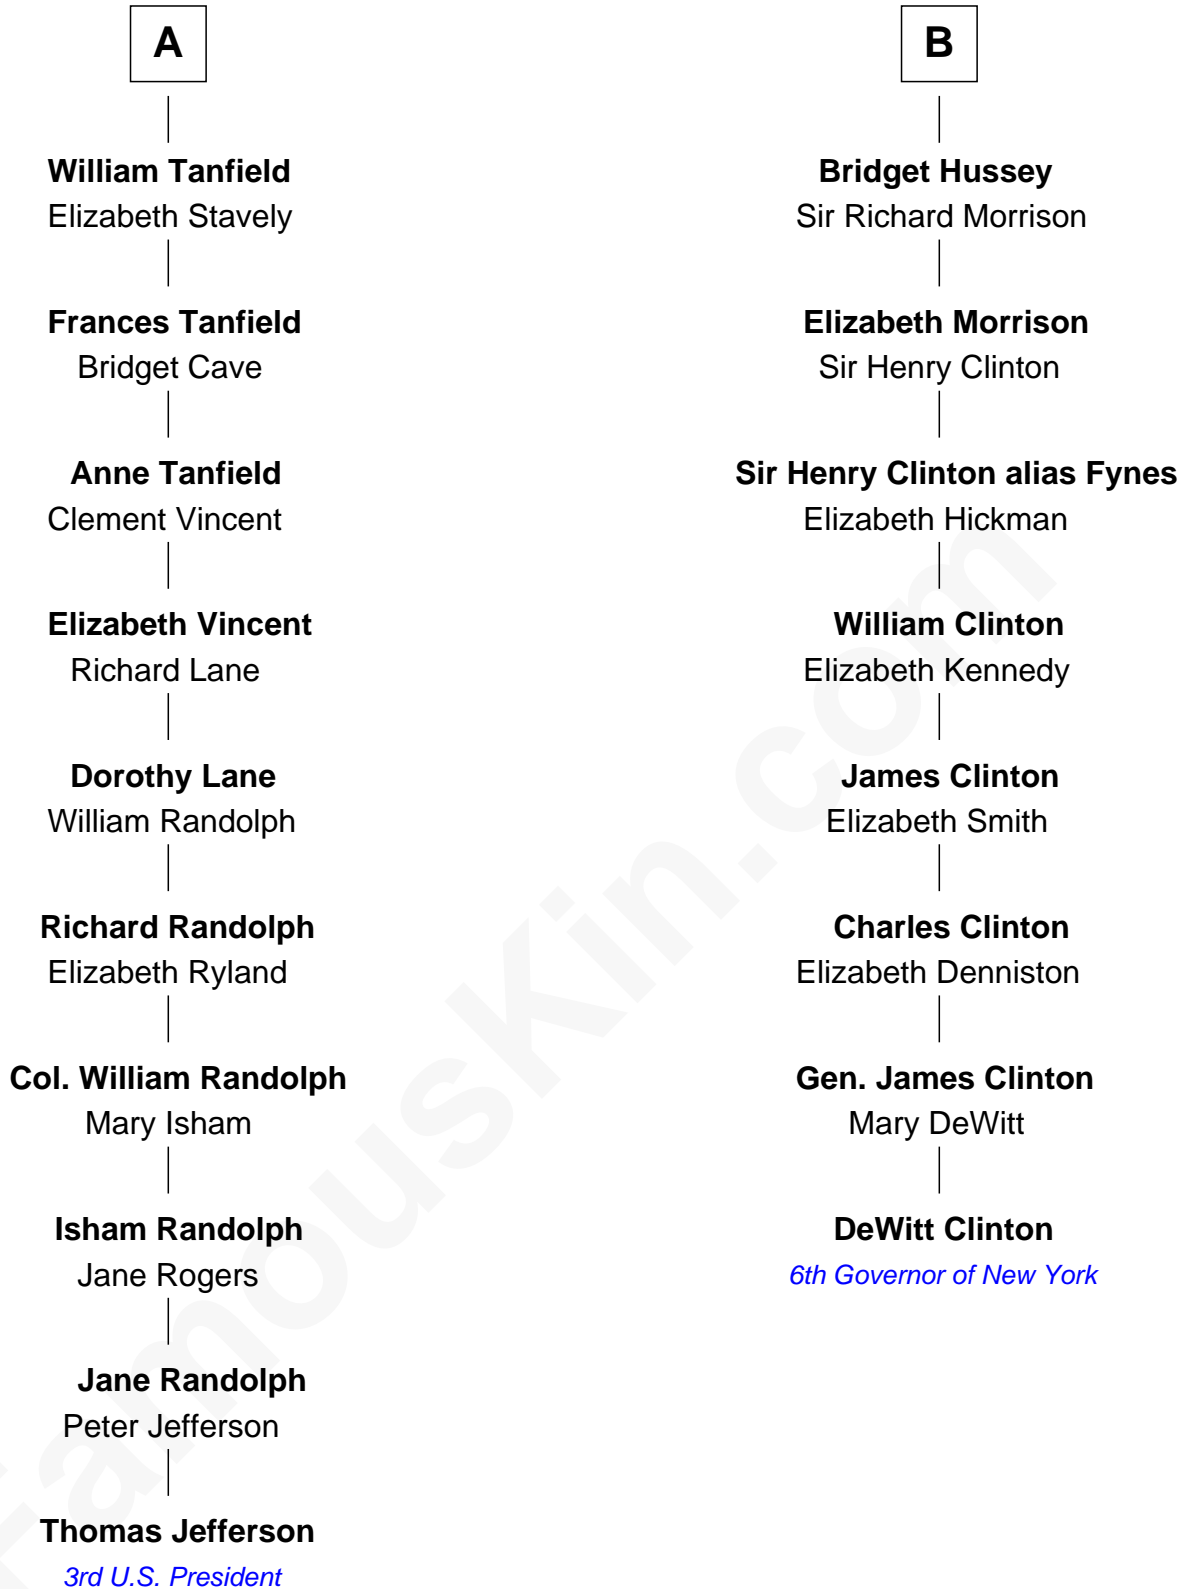 A
William Tanfield
Elizabeth Stavely
Frances Tanfield
Bridget Cave
Anne Tanfield
Clement Vincent
Elizabeth Vincent
Richard Lane
Dorothy Lane
William Randolph
Richard Randolph
Elizabeth Ryland
Col. William Randolph
Mary Isham
Isham Randolph
Jane Rogers
Jane Randolph
Peter Jefferson
Thomas Jefferson
3rd U.S. President
B
Bridget Hussey
Sir Richard Morrison
Elizabeth Morrison
Sir Henry Clinton
Sir Henry Clinton alias Fynes
Elizabeth Hickman
William Clinton
Elizabeth Kennedy
James Clinton
Elizabeth Smith
Charles Clinton
Elizabeth Denniston
Gen. James Clinton
Mary DeWitt
DeWitt Clinton
6th Governor of New York
FamousKin.com